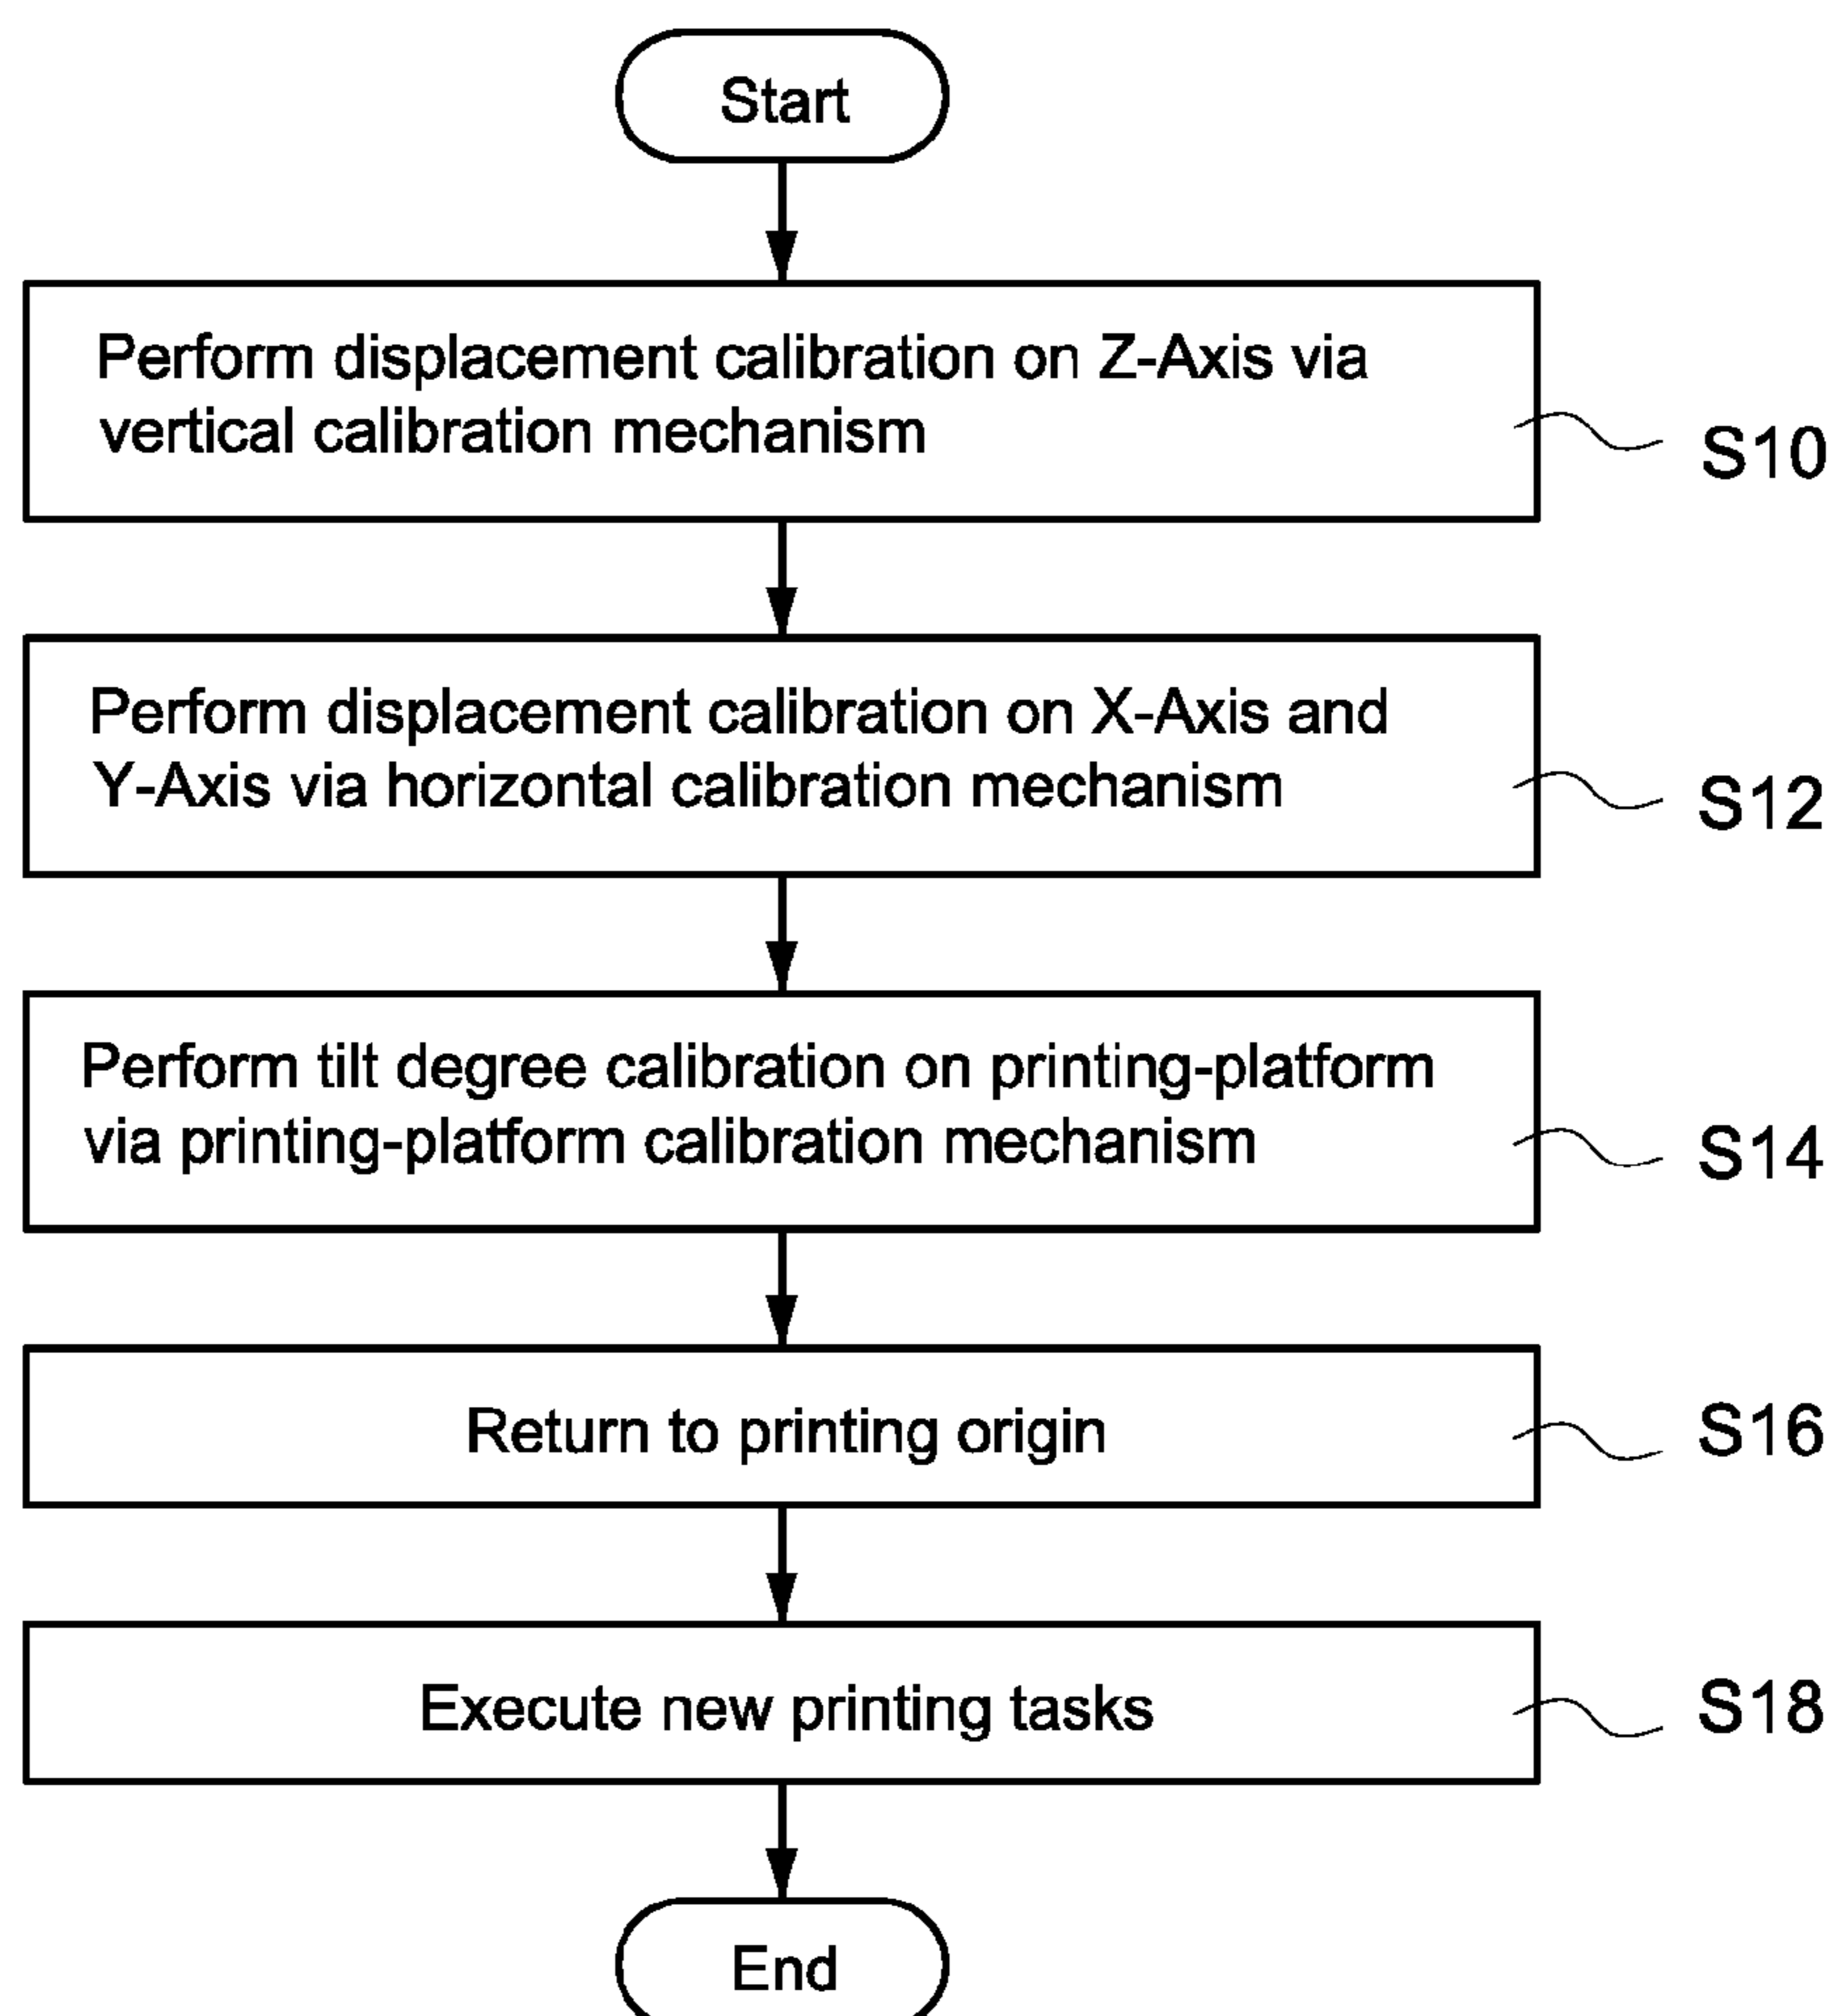 Start
Perform displacement calibration on Z-Axis via
vertical calibration mechanism
S10
Perform displacement calibration on X-Axis and
Y-Axis via horizontal calibration mechanism
S12
Perform tilt degree calibration on printing-platform
via printing-platform calibration mechanism
S14
Return to printing origin
S16
Execute new printing tasks
S18
End